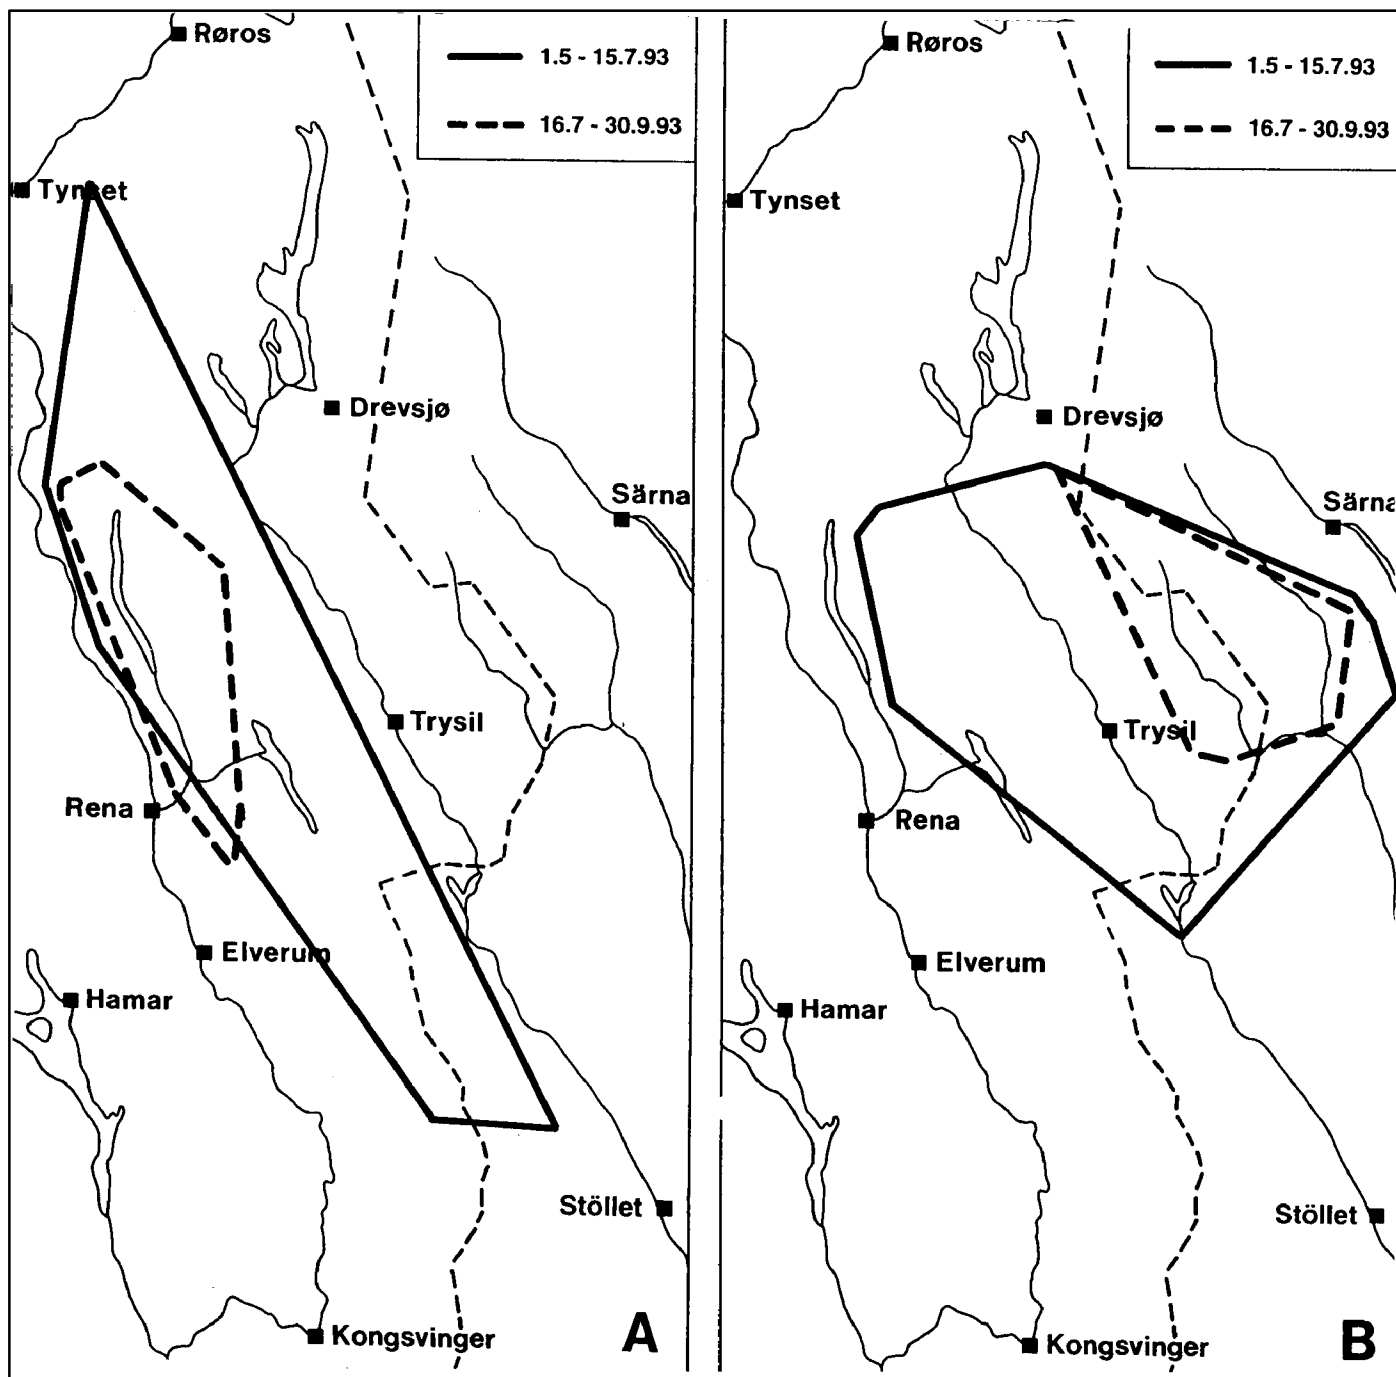 Røros
1.5 - 15.7.93
16.7 - 30.9.93
Tynset
Drevsjø
Särna
Trysil
Rena
Elverum
Hamar
Stöllet
Kongsvinger
A
Røros
1.5 - 15.7.93
16.7 - 30.9.93
Tynset
Drevsjø
Särna
Trysil
Rena
Elverum
Hamar
Stöllet
Kongsvinger
B